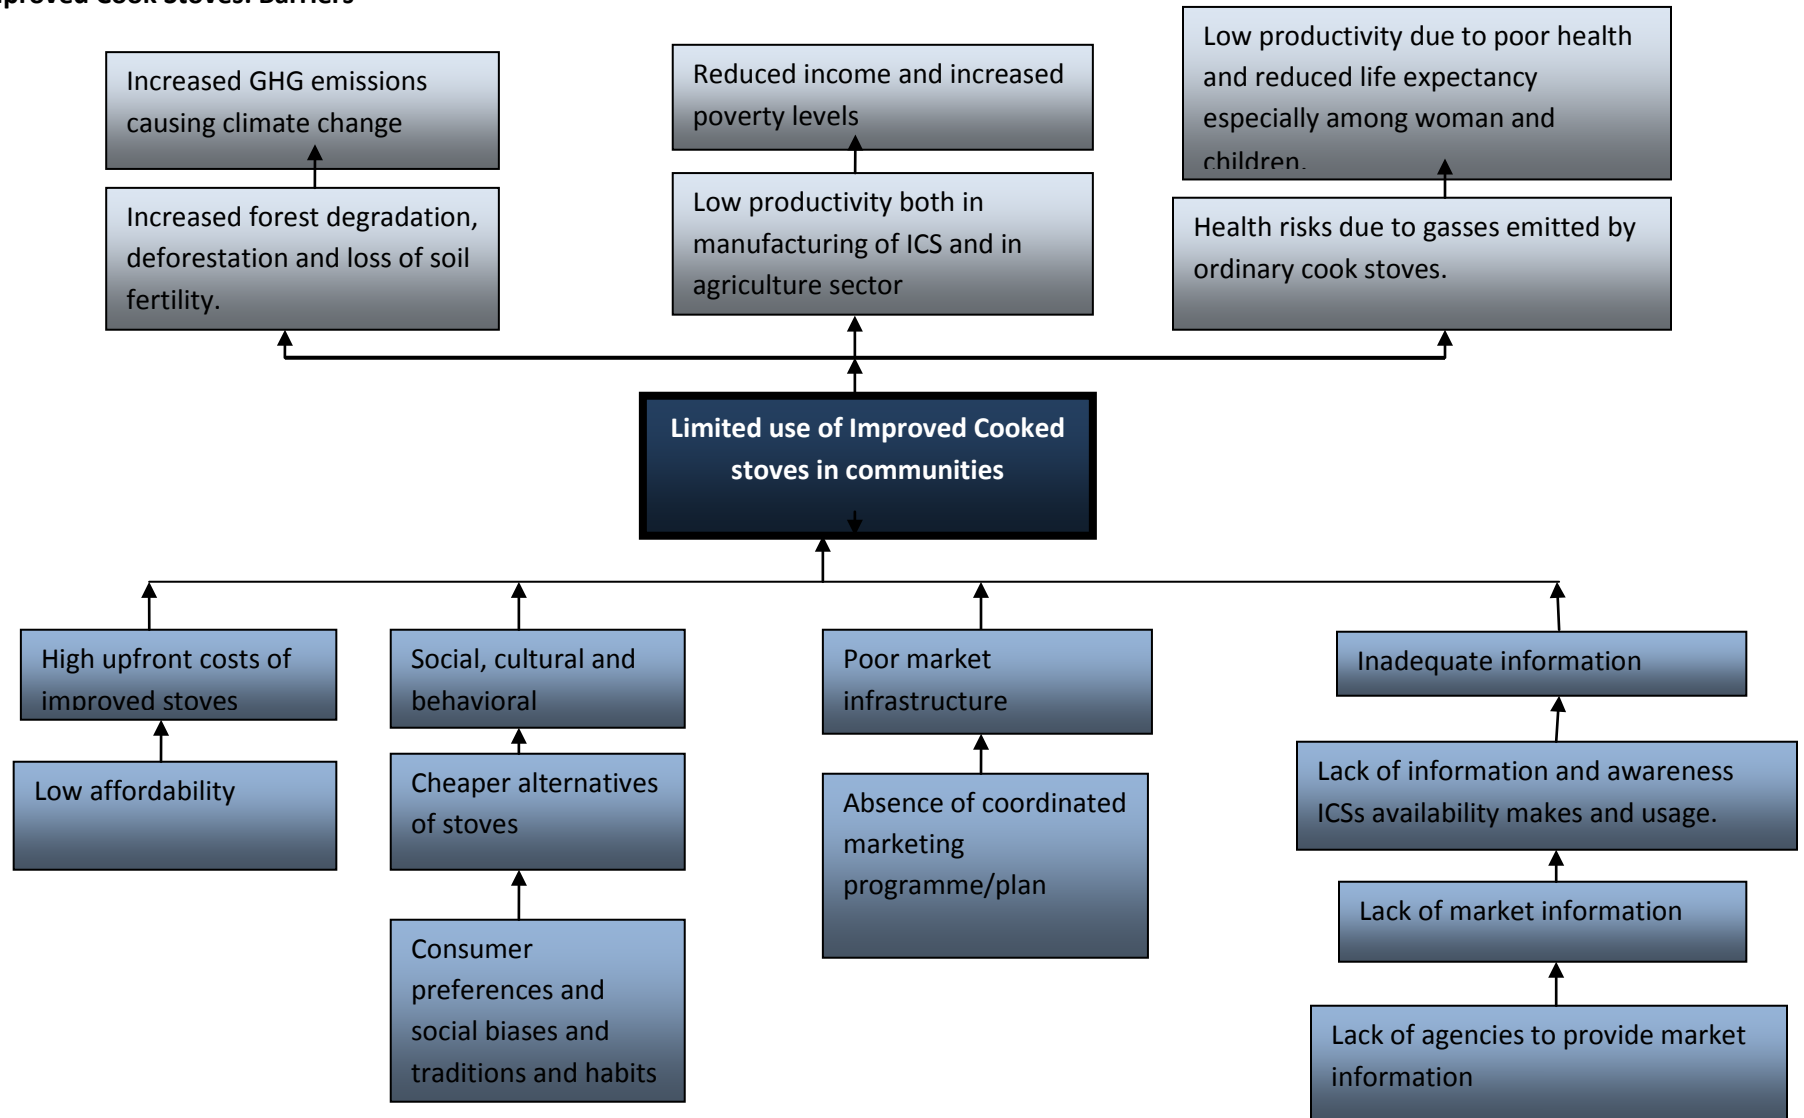 proved Cook Stoves: Barriers
Increased GHG emissions
causing climate change
Reduced income and increased
poverty levels
Low productivity due to poor health
and reduced life expectancy
especially among woman and
children.
Increased forest degradation,
deforestation and loss of soil
fertility.
Low productivity both in
manufacturing of ICS and in
agriculture sector
Health risks due to gasses emitted by
ordinary cook stoves.
Limited use of Improved Cooked
stoves in communities
High upfront costs of
improved stoves
Social, cultural and
behavioral
Poor market
infrastructure
Inadequate information
Low affordability
Cheaper alternatives
of stoves
Absence of coordinated
marketing
programme/plan
Lack of information and awareness
ICSs availability makes and usage.
Consumer
preferences and
social biases and
traditions and habits
Lack of market information
Lack of agencies to provide market
information